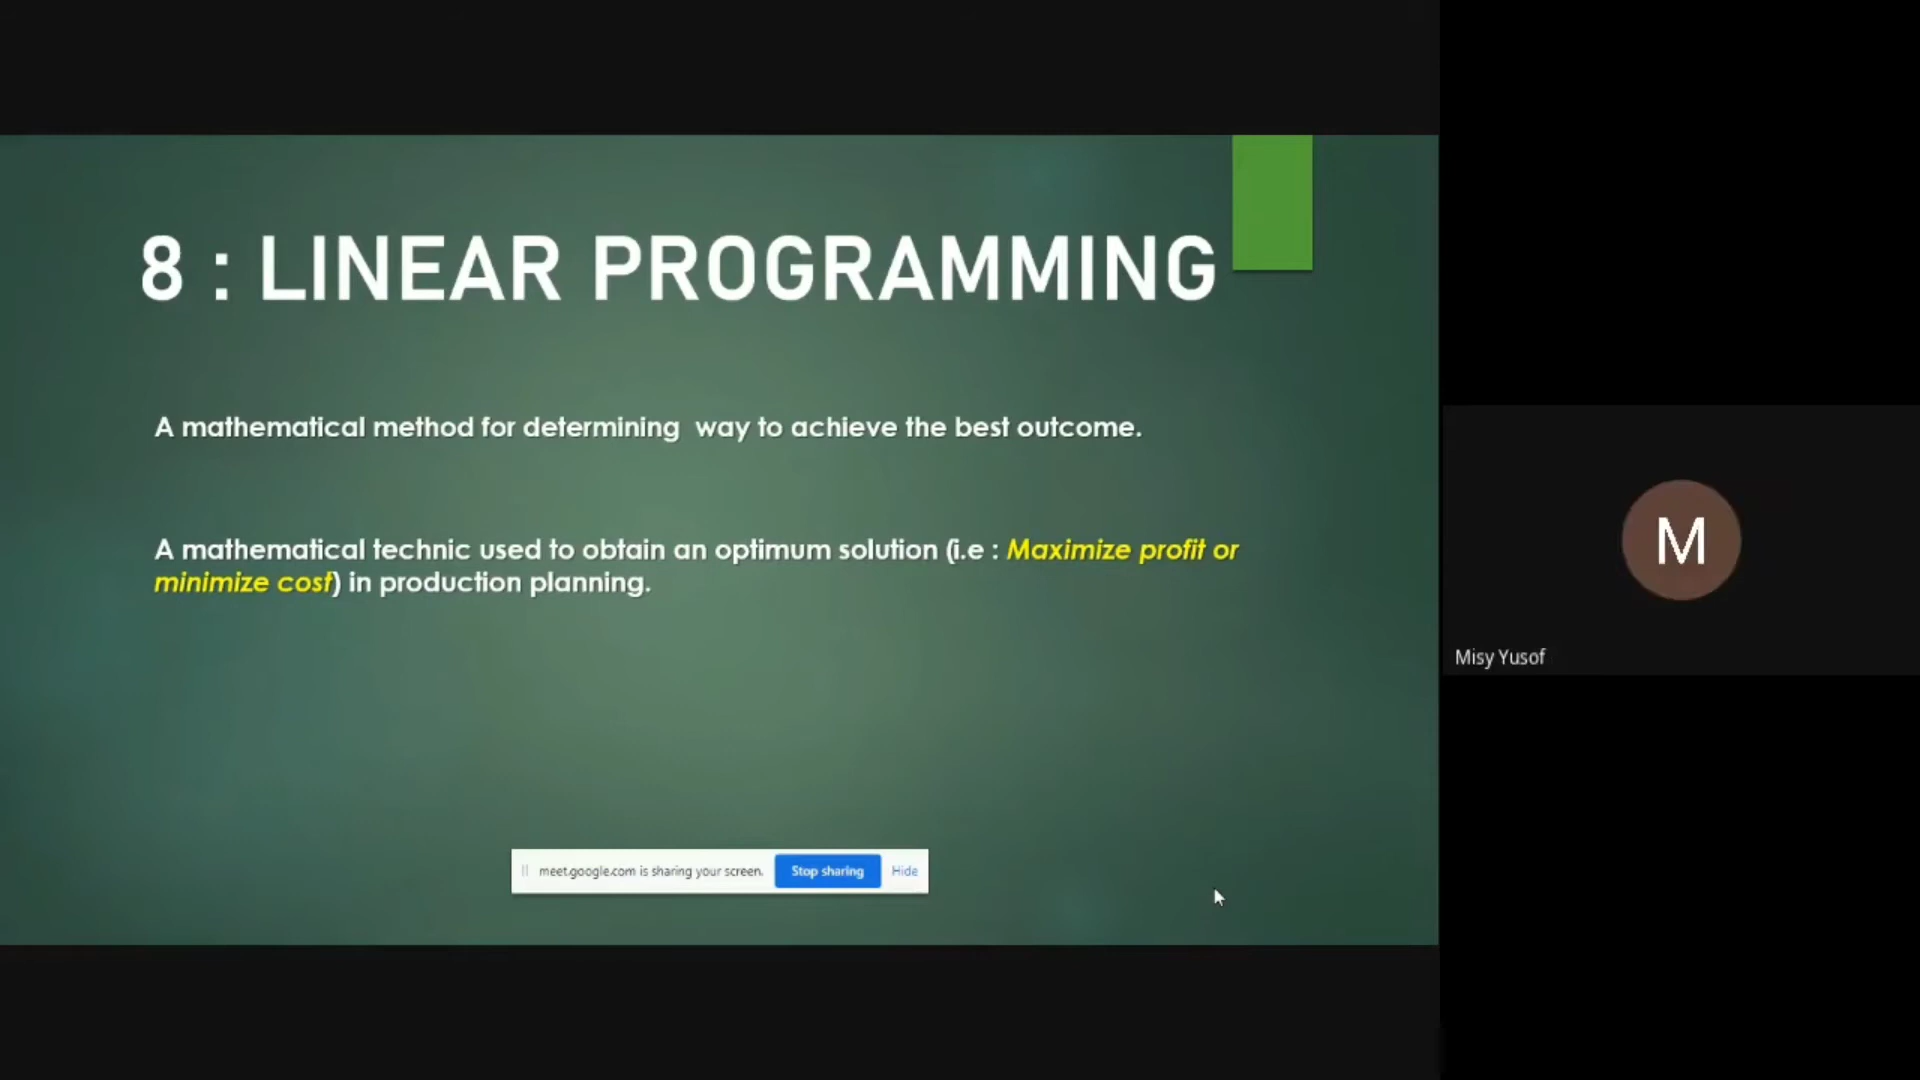 8 : LINEAR PROGRAMMING
A mathematical method for determining way to achieve the best outcome.
A mathematical technic used to obtain an optimum solution (i.e : Maximize profit or
minimize cost) in production planning.
meet.google.com is sharing your screen. Stop sharing Hide
M
Misy Yusof